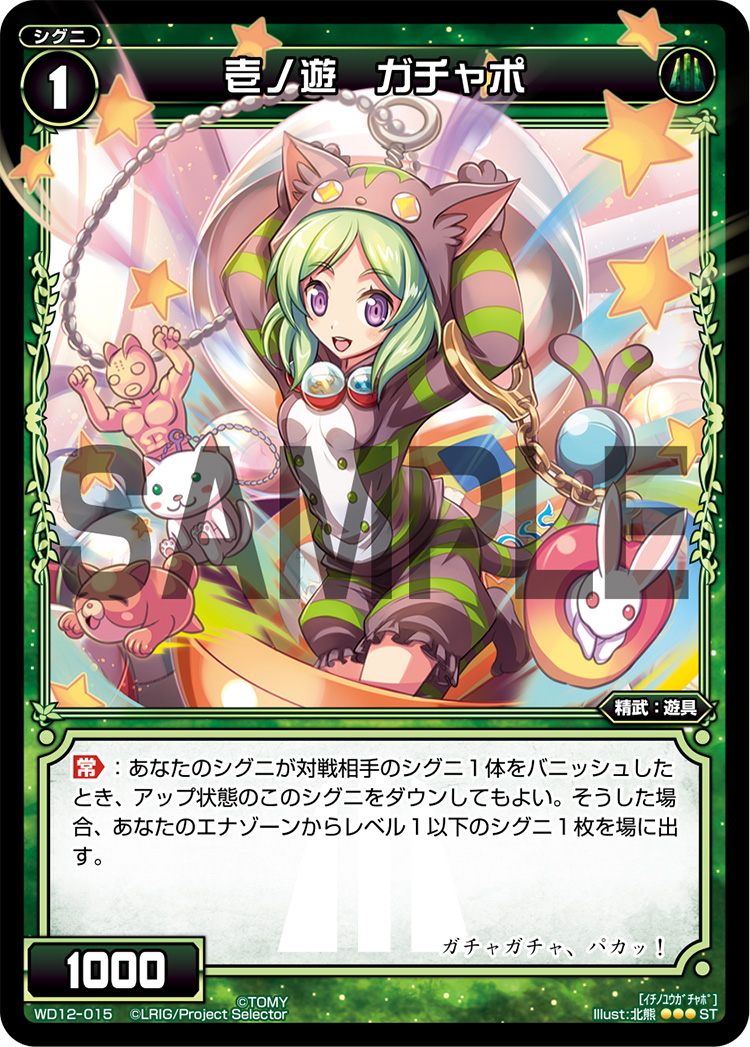 シグニ
1
壱ノ遊 ガチャポ
SAMPLE
精武:遊具
常:あなたのシグニが対戦相手のシグニ1体をバニッシュした
とき、アップ状態のこのシグニをダウンしてもよい。そうした場
合、あなたのエナゾーンからレベル1以下のシグニ1枚を場に出
す。
ガチャガチャ、パカッ!
1000
©TOMY
[イチノユウガチャポ]
WD12-015 ©LRIG/Project Selector
Illust:北熊 ST